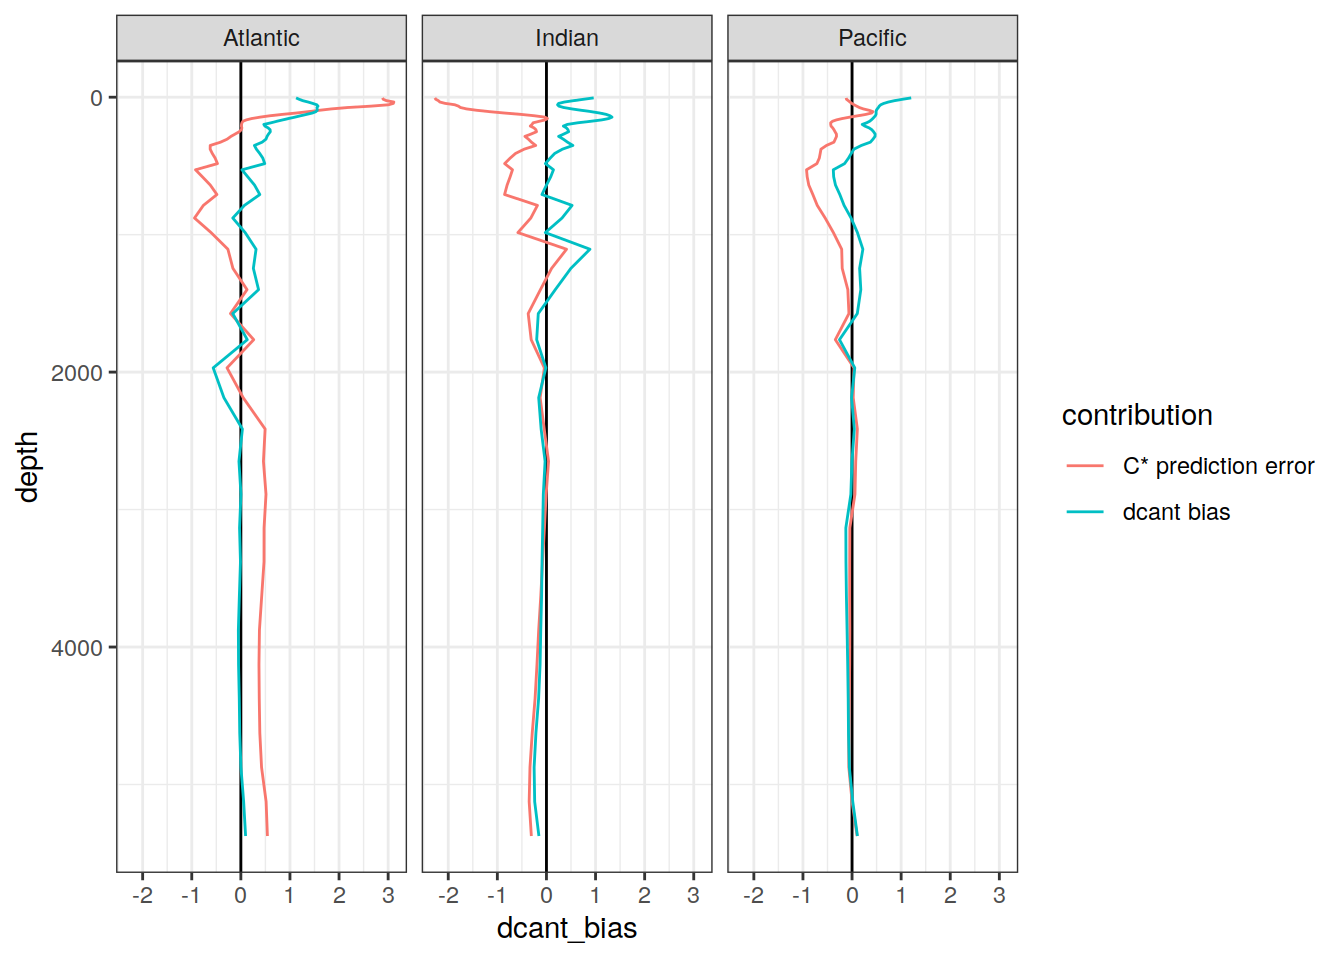 Atlantic Indian Pacific
0
2000
4000
depth
-2 -1 0 1 2 3 -2 -1 0 1 2 3 -2 -1 0 1 2 3
dcant_bias
contribution
C* prediction error
dcant bias